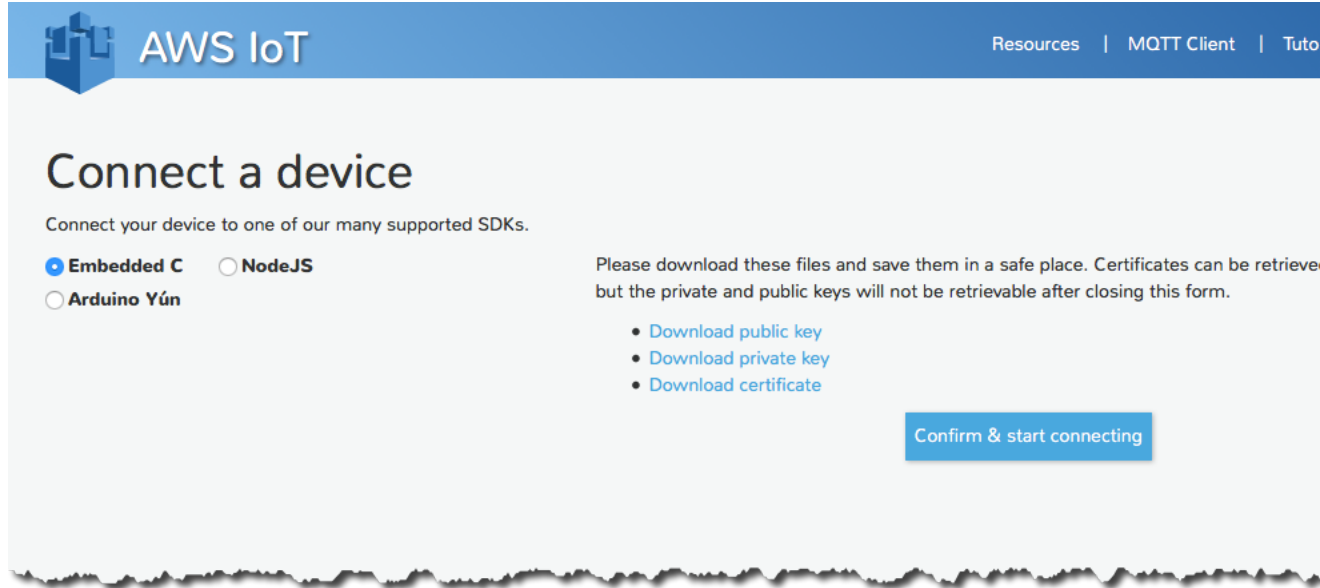 AWS IoT
Resources | MQTT Client | Tuto
Connect a device
Connect your device to one of our many supported SDKs.
Embedded C NodeJS
Arduino Yún
Please download these files and save them in a safe place. Certificates can be retrieve
but the private and public keys will not be retrievable after closing this form.
• Download public key
• Download private key
• Download certificate
Confirm & start connecting